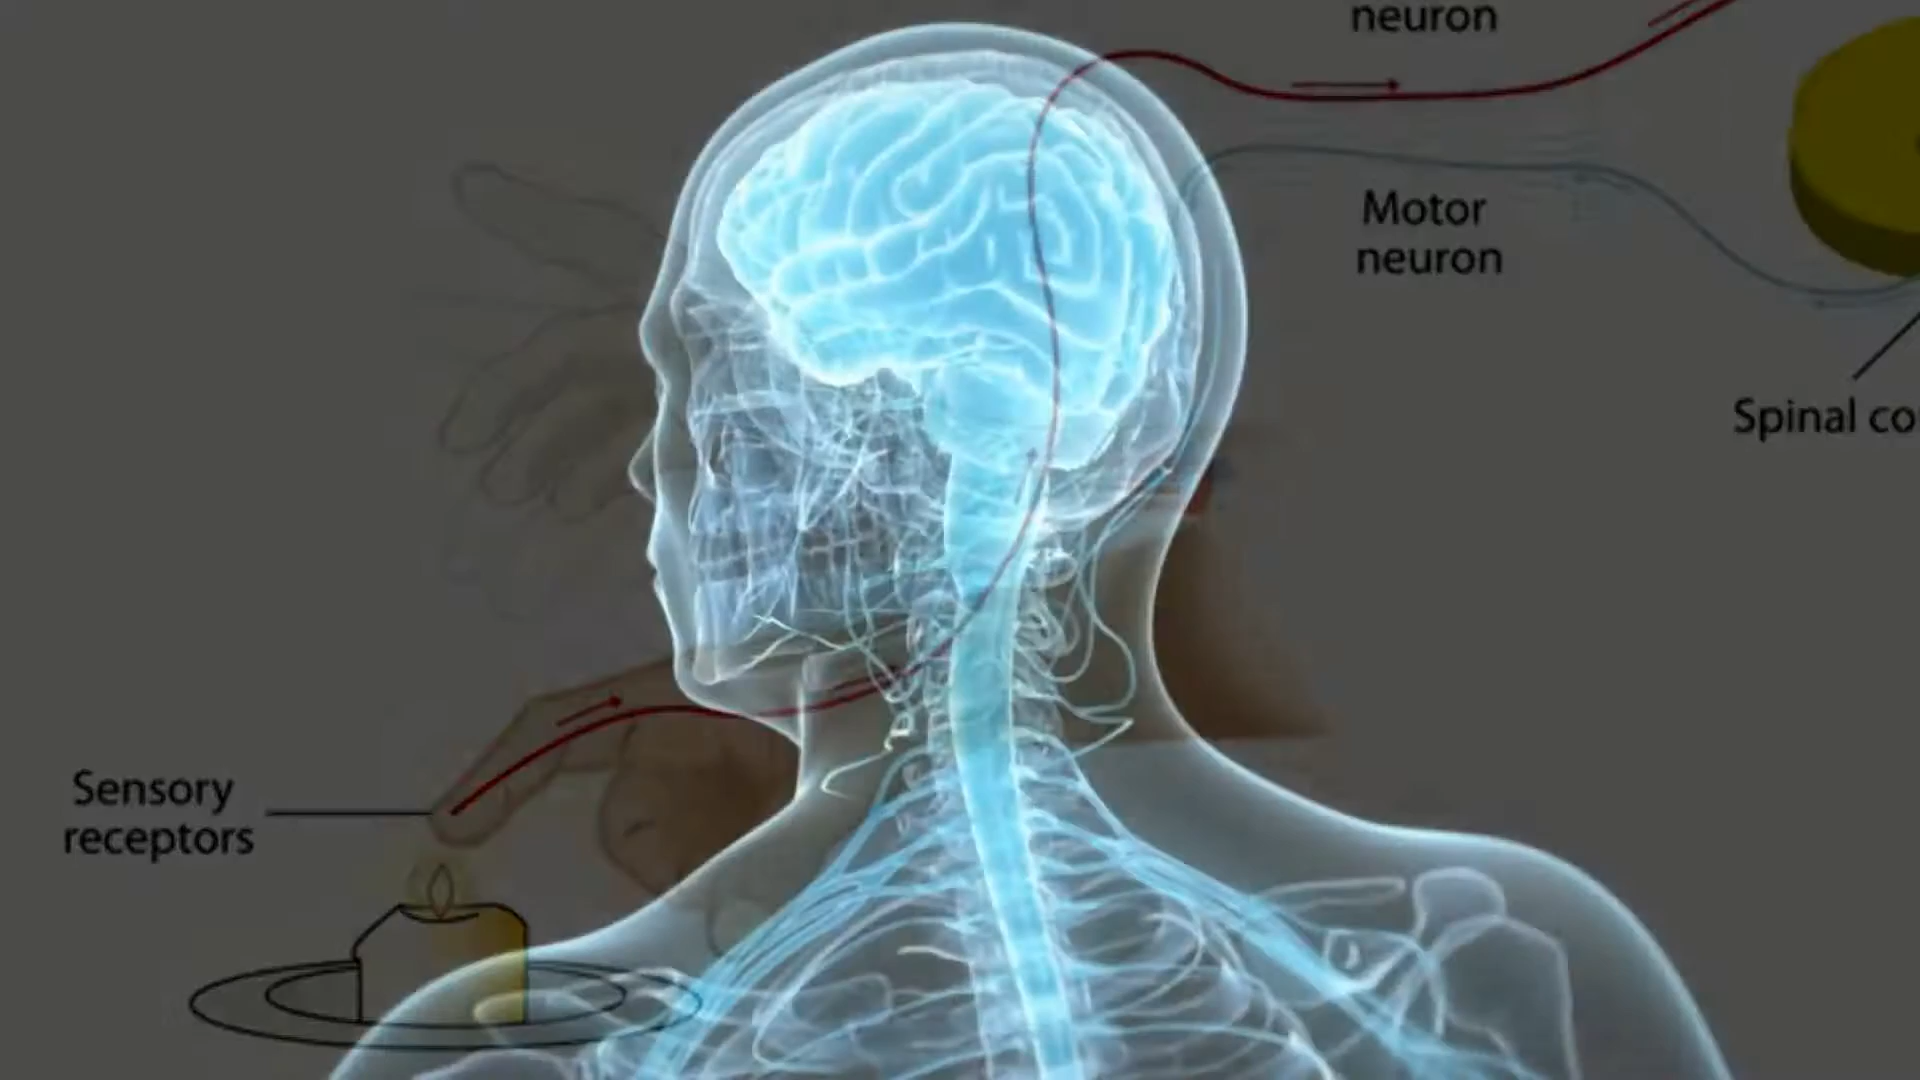 neuron
Motor
neuron
Spinal co
Sensory
receptors